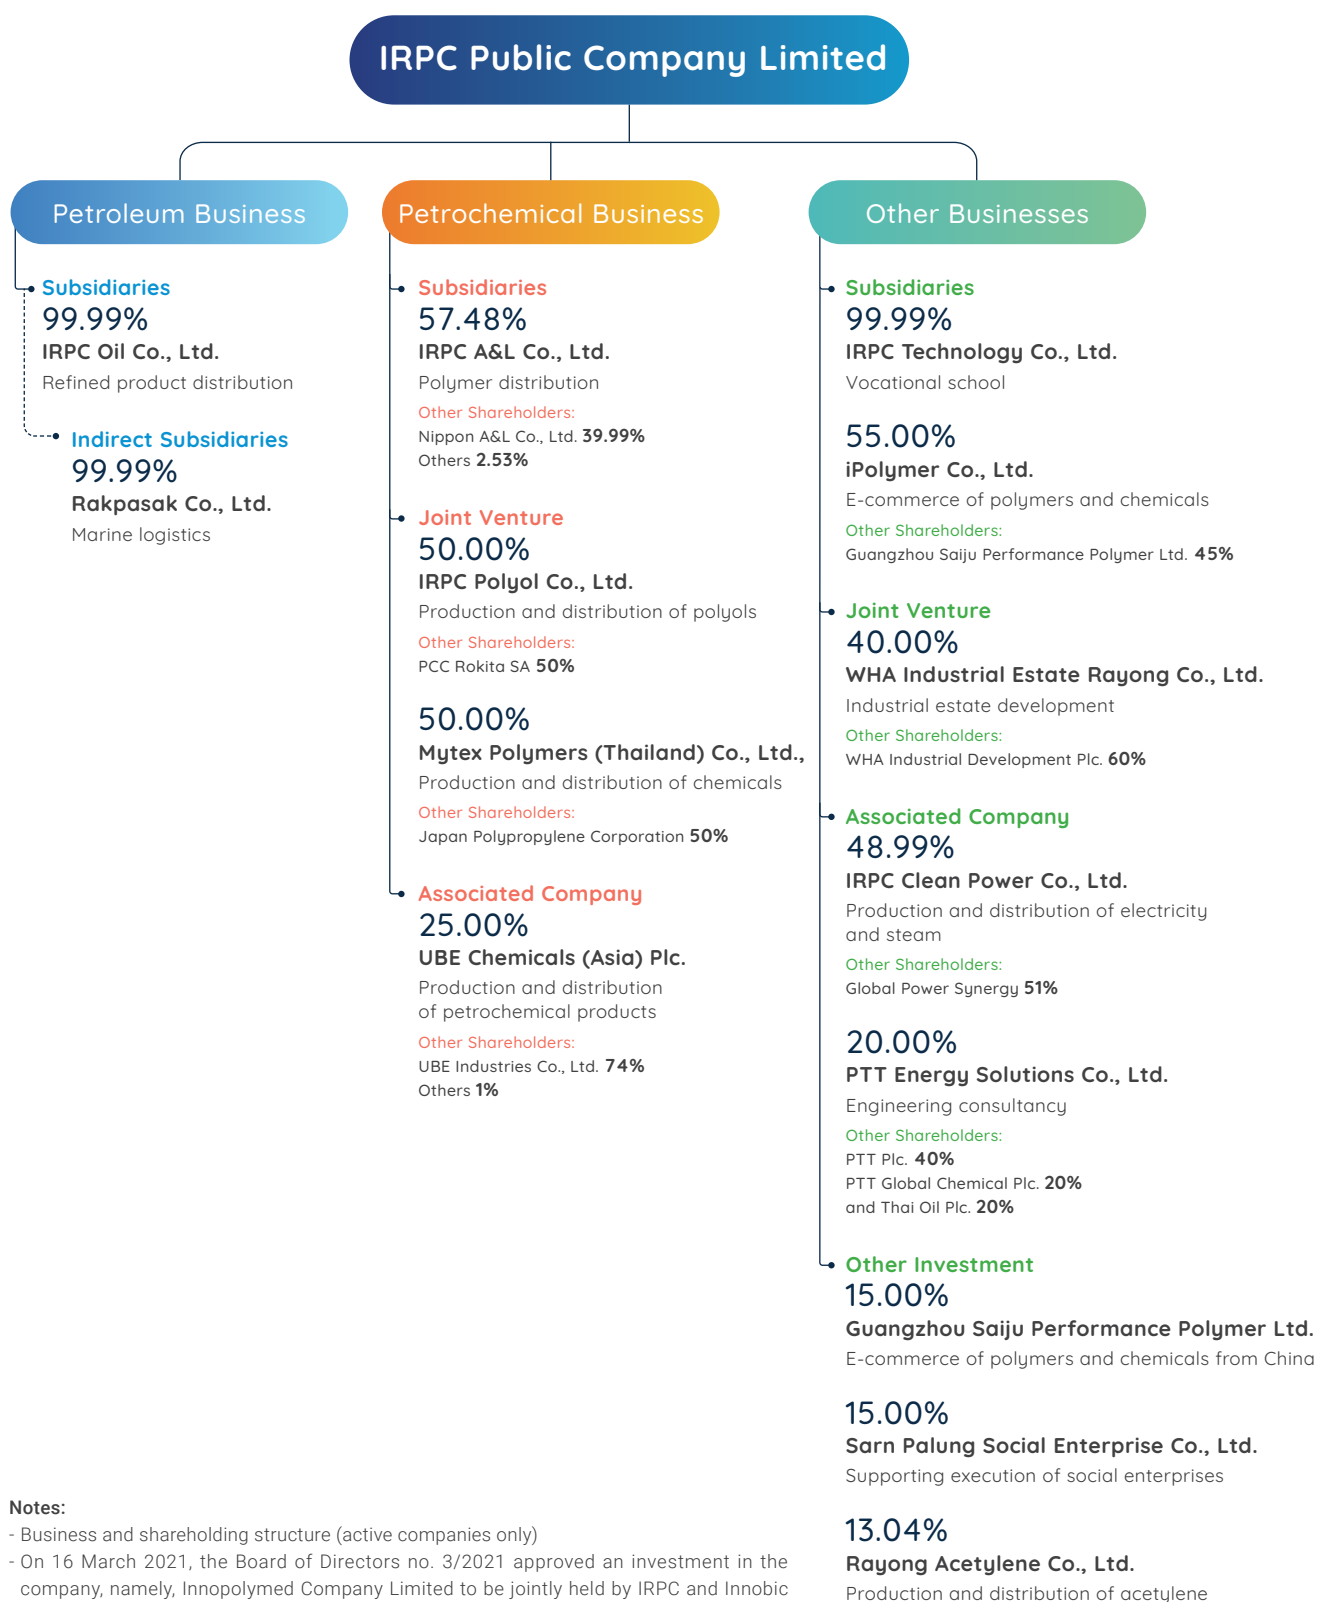 IRPC Public Company Limited
Petroleum Business
Subsidiaries
99.99%
IRPC Oil Co., Ltd.
Refined product distribution
Indirect Subsidiaries
99.99%
Rakpasak Co., Ltd.
Marine logistics
Petrochemical Business
Subsidiaries
57.48%
IRPC A&L Co., Ltd.
Polymer distribution
Other Shareholders:
Nippon A&L Co., Ltd. 39.99%
Others 2.53%
Joint Venture
50.00%
IRPC Polyol Co., Ltd.
Production and distribution of polyols
Other Shareholders:
PCC Rokita SA 50%
50.00%
Mytex Polymers (Thailand) Co., Ltd.,
Production and distribution of chemicals
Other Shareholders:
Japan Polypropylene Corporation 50%
Associated Company
25.00%
UBE Chemicals (Asia) Plc.
Production and distribution
of petrochemical products
Other Shareholders:
UBE Industries Co., Ltd. 74%
Others 1%
Other Businesses
Subsidiaries
99.99%
IRPC Technology Co., Ltd.
Vocational school
55.00%
iPolymer Co., Ltd.
E-commerce of polymers and chemicals
Other Shareholders:
Guangzhou Saiju Performance Polymer Ltd. 45%
Joint Venture
40.00%
WHA Industrial Estate Rayong Co., Ltd.
Industrial estate development
Other Shareholders:
WHA Industrial Development Plc. 60%
Associated Company
48.99%
IRPC Clean Power Co., Ltd.
Production and distribution of electricity
and steam
Other Shareholders:
Global Power Synergy 51%
20.00%
PTT Energy Solutions Co., Ltd.
Engineering consultancy
Other Shareholders:
PTT Plc. 40%
PTT Global Chemical Plc. 20%
and Thai Oil Plc. 20%
Other Investment
15.00%
Guangzhou Saiju Performance Polymer Ltd.
E-commerce of polymers and chemicals from China
15.00%
Sarn Palung Social Enterprise Co., Ltd.
Supporting execution of social enterprises
13.04%
Rayong Acetylene Co., Ltd.
Production and distribution of acetylene
Notes:
- Business and shareholding structure (active companies only)
- On 16 March 2021, the Board of Directors no. 3/2021 approved an investment in the
company, namely, Innopolymed Company Limited to be jointly held by IRPC and Innobic